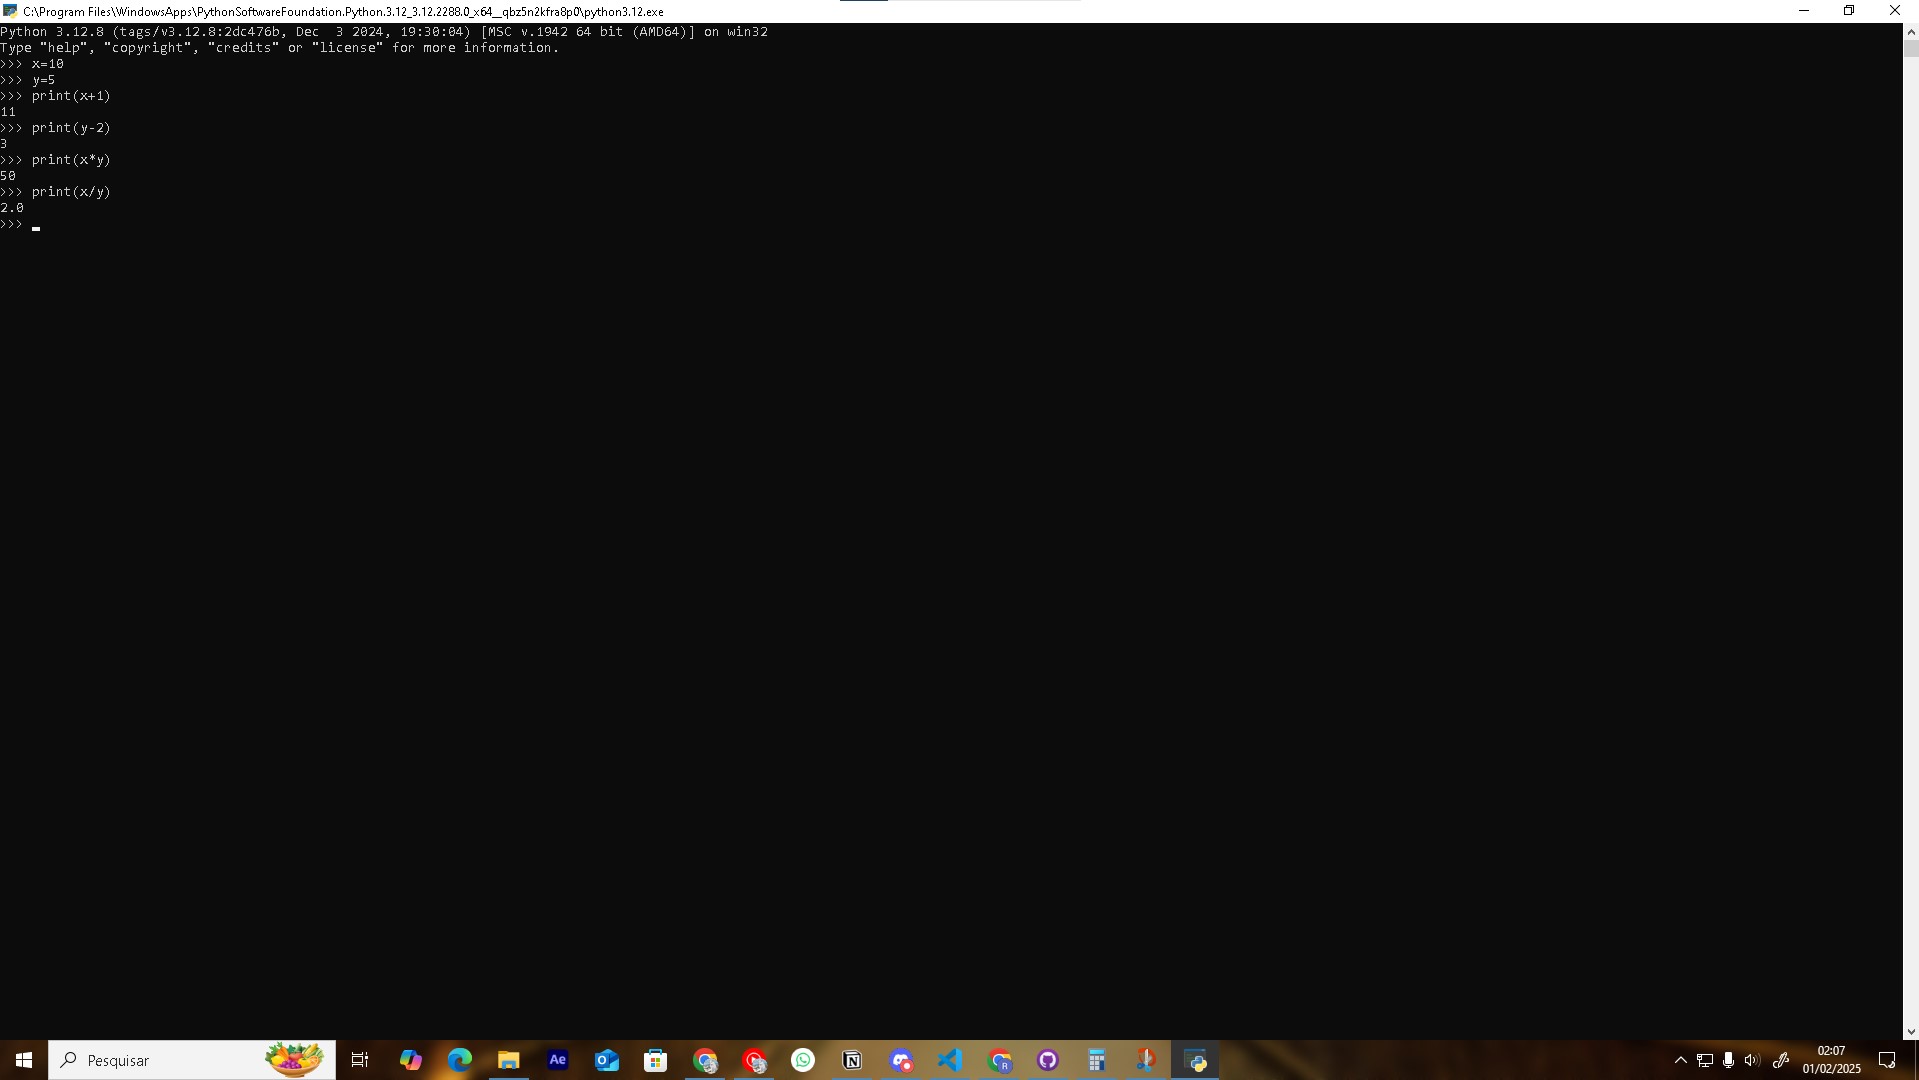 C:\Program Files\WindowsApps\PythonSoftwareFoundation.Python.3.12_3.12.2288.0_x64__qbz5n2kfra8p0\python3.12.exe
Python 3.12.8 (tags/v3.12.8:2dc476b, Dec  3 2024, 19:30:04) [MSC v.1942 64 bit (AMD64)] on win32
Type "help", "copyright", "credits" or "license" for more information.
>>> x=10
>>> y=5
>>> print(x+1)
11
>>> print(y-2)
3
>>> print(x*y)
50
>>> print(x/y)
2.0
>>>
Pesquisar
Ae
R
02:07
01/02/2025